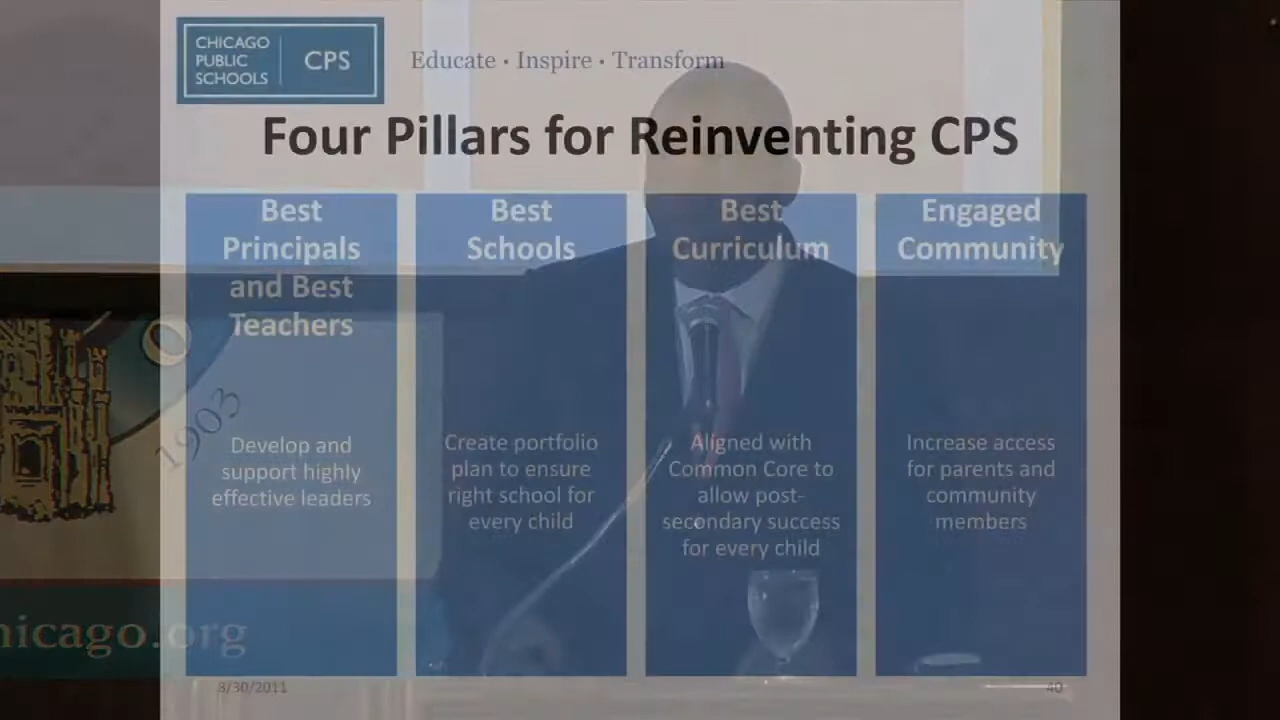 CHICAGO
PUBLIC
SCHOOLS
CPS
Educate · Inspire · Transform
Four Pillars for Reinventing CPS
Best
Principals
and Best
Teachers
Develop and
support highly
effective leaders
Best
Schools
Create portfolio
plan to ensure
right school for
every child
Best
Curriculum
Aligned with
Common Core to
allow post-
secondary success
for every child
Engaged
Community
Increase access
for parents and
community
members
O
1903
hicago.org
8/30/2011
40